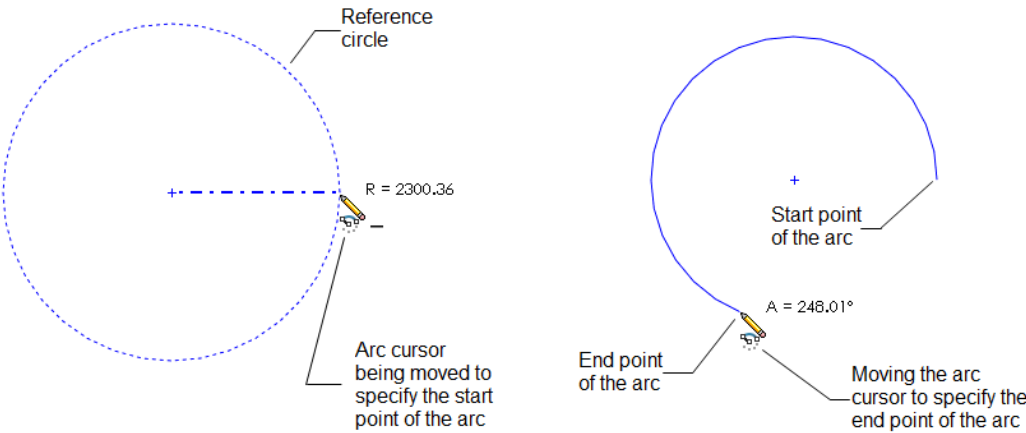 Reference
circle
R = 2300.36
Arc cursor
being moved to
specify the start
point of the arc
Start point
of the arc
A = 248.01°
End point
of the arc
Moving the arc
cursor to specify the
end point of the arc